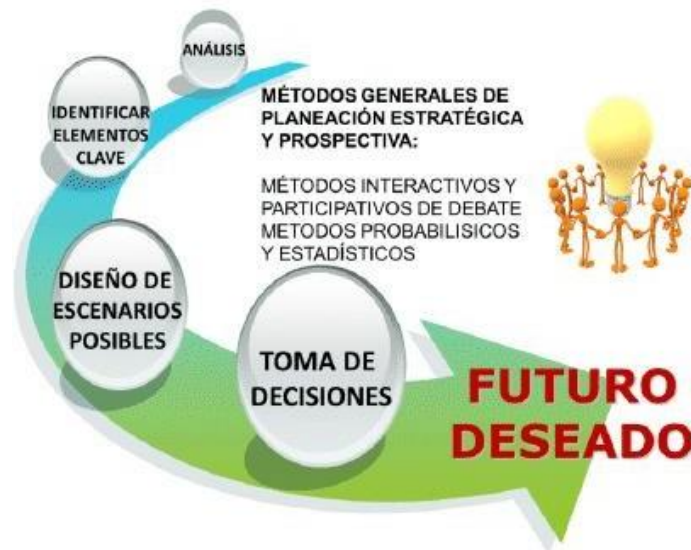 ANÁLISIS
IDENTIFICAR
ELEMENTOS
CLAVE
MÉTODOS GENERALES DE
PLANEACIÓN ESTRATÉGICA
Y PROSPECTIVA:
MÉTODOS INTERACTIVOS Y
PARTICIPATIVOS DE DEBATE
METODOS PROBABILISICOS
Y ESTADÍSTICOS
DISEÑO DE
ESCENARIOS
POSIBLES
TOMA DE
DECISIONES
FUTURO
DESEADO